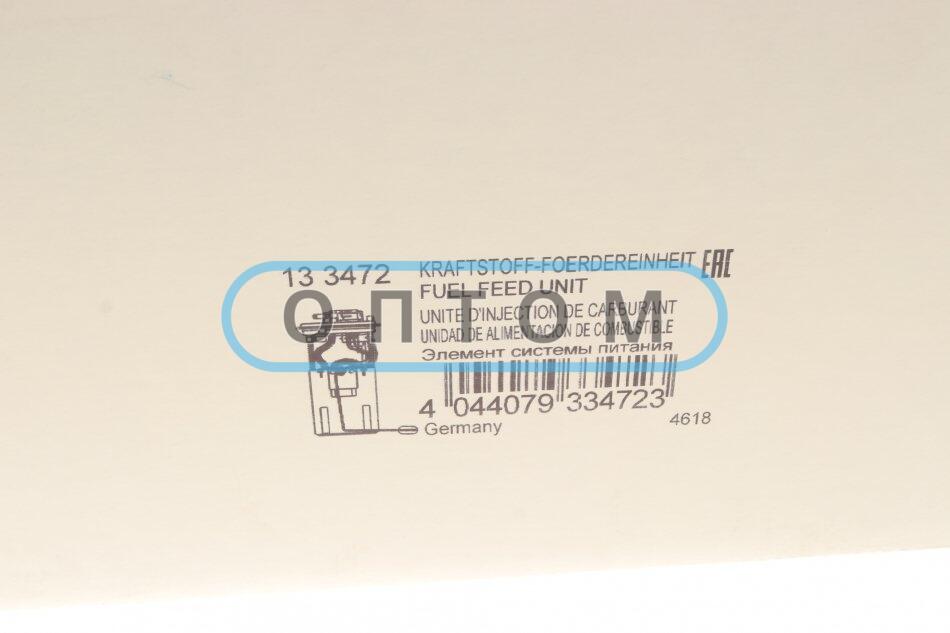 13 3472
KRAFTSTOFF-FOERDEREINHEIT EAC
FUEL FEED UNIT
ОПТОМ
UNITE D'INJECTION DE CARBURANT
UNIDAD DE ALIMENTACION DE COMBUSTIBLE
Элемент системы питания
4 044079 334723
Germany
4618